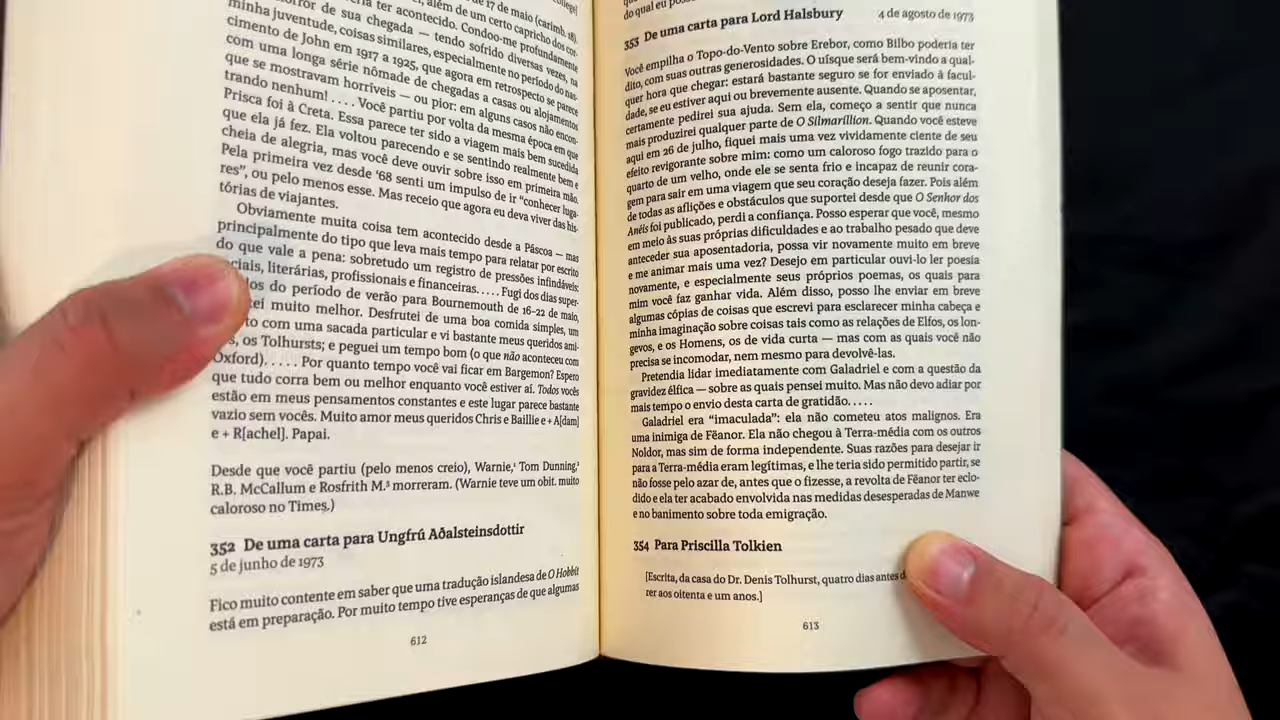 de 17 de maio (carimb. 18),
, além de um certo capricho dos cor-
ter acontecido. Condoo-me profundamente
de sua chegada — tendo sofrido diversas vezes, na
minha juventude, coisas similares, especialmente no período do nas-
cimento de John em 1917 a 1925, que agora em retrospecto se parece
com uma longa série nômade de chegadas a casas ou alojamentos
que se mostravam horríveis — ou pior: em alguns casos não encon-
trando nenhum! . . . . Você partiu por volta da mesma época em que
Prisca foi à Creta. Essa parece ter sido a viagem mais bem sucedida
que ela já fez. Ela voltou parecendo e se sentindo realmente bem e
cheia de alegria, mas você deve ouvir sobre isso em primeira mão.
Pela primeira vez desde ‘68 senti um impulso de ir “conhecer luga-
res”, ou pelo menos esse. Mas receio que agora eu deva viver das his-
tórias de viajantes.
Obviamente muita coisa tem acontecido desde a Páscoa — mas
principalmente do tipo que leva mais tempo para relatar por escrito
do que vale a pena: sobretudo um registro de pressões infindáveis:
ciais, literárias, profissionais e financeiras. . . . . Fugi dos dias super-
os do período de verão para Bournemouth de 16–22 de maio,
ei muito melhor. Desfrutei de uma boa comida simples, um
to com uma sacada particular e vi bastante meus queridos ami-
s, os Tolhursts; e peguei um tempo bom (o que não aconteceu com
Oxford). . . . . Por quanto tempo você vai ficar em Bargemon? Espero
que tudo corra bem ou melhor enquanto você estiver aí. Todos vocês
estão em meus pensamentos constantes e este lugar parece bastante
vazio sem vocês. Muito amor meus queridos Chris e Baillie e + A[dam]
e + R[achel]. Papai.
Desde que você partiu (pelo menos creio), Warnie,¹ Tom Dunning,²
R.B. McCallum e Rosfrith M.³ morreram. (Warnie teve um obit. muito
caloroso no Times.)
352 De uma carta para Ungfrú Aðalsteinsdottir
5 de junho de 1973
Fico muito contente em saber que uma tradução islandesa de O Hobbit
está em preparação. Por muito tempo tive esperanças de que algumas
612
do qual eu
353 De uma carta para Lord Halsbury 4 de agosto de 1973
Você empilha o Topo-do-Vento sobre Erebor, como Bilbo poderia ter
dito, com suas outras generosidades. O uísque será bem-vindo a qual-
quer hora que chegar: estará bastante seguro se for enviado à facul-
dade, se eu estiver aqui ou brevemente ausente. Quando se aposentar,
certamente pedirei sua ajuda. Sem ela, começo a sentir que nunca
mais produzirei qualquer parte de O Silmarillion. Quando você esteve
aqui em 26 de julho, fiquei mais uma vez vividamente ciente de seu
efeito revigorante sobre mim: como um caloroso fogo trazido para o
quarto de um velho, onde ele se senta frio e incapaz de reunir cora-
gem para sair em uma viagem que seu coração deseja fazer. Pois além
de todas as aflições e obstáculos que suportei desde que O Senhor dos
Anéis foi publicado, perdi a confiança. Posso esperar que você, mesmo
em meio às suas próprias dificuldades e ao trabalho pesado que deve
anteceder sua aposentadoria, possa vir novamente muito em breve
e me animar mais uma vez? Desejo em particular ouvi-lo ler poesia
novamente, e especialmente seus próprios poemas, os quais para
mim você faz ganhar vida. Além disso, posso lhe enviar em breve
algumas cópias de coisas que escrevi para esclarecer minha cabeça e
minha imaginação sobre coisas tais como as relações de Elfos, os lon-
gevos, e os Homens, os de vida curta — mas com as quais você não
precisa se incomodar, nem mesmo para devolvê-las.
Pretendia lidar imediatamente com Galadriel e com a questão da
gravidez élfica — sobre as quais pensei muito. Mas não devo adiar por
mais tempo o envio desta carta de gratidão. . . . .
Galadriel era “imaculada”: ela não cometeu atos malignos. Era
uma inimiga de Fëanor. Ela não chegou à Terra-média com os outros
Noldor, mas sim de forma independente. Suas razões para desejar ir
para a Terra-média eram legítimas, e lhe teria sido permitido partir, se
não fosse pelo azar de, antes que o fizesse, a revolta de Fëanor ter eclo-
dido e ela ter acabado envolvida nas medidas desesperadas de Manwe
e no banimento sobre toda emigração.
354 Para Priscilla Tolkien
[Escrita, da casa do Dr. Denis Tolhurst, quatro dias antes d
rer aos oitenta e um anos.]
613